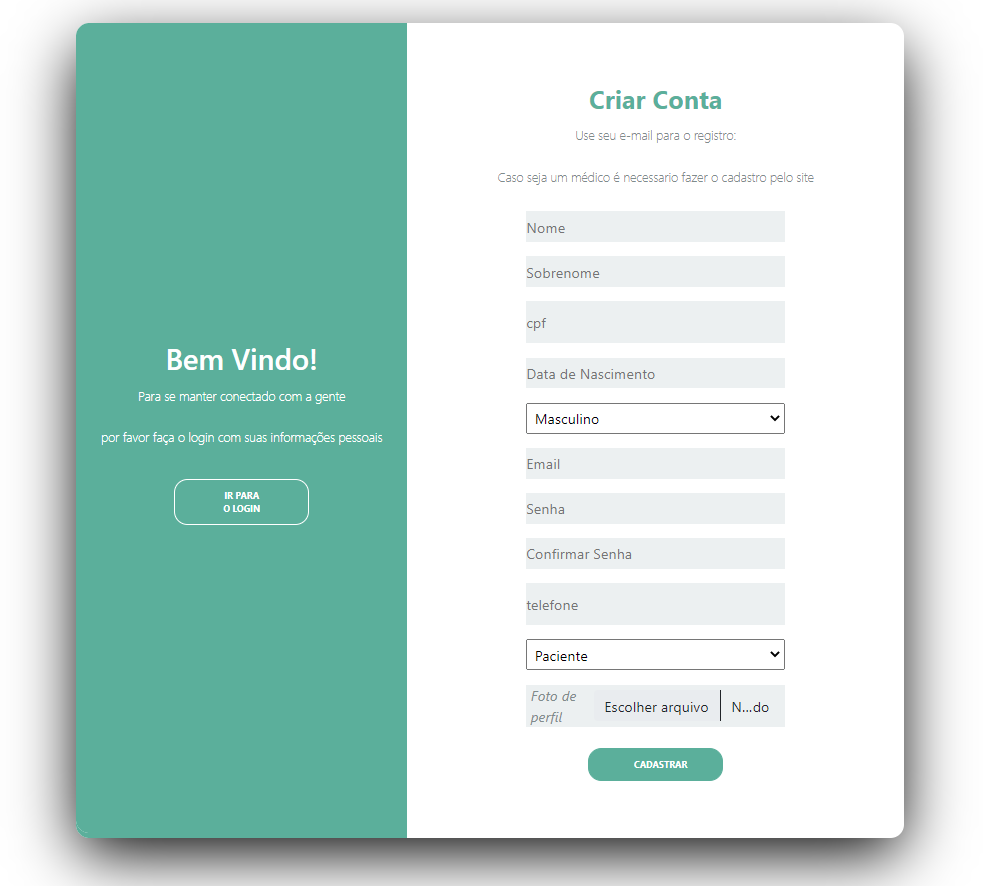 Bem Vindo!
Para se manter conectado com a gente
por favor faça o login com suas informações pessoais
IR PARA
O LOGIN
Criar Conta
Use seu e-mail para o registro:
Caso seja um médico é necessario fazer o cadastro pelo site
Nome
Sobrenome
cpf
Data de Nascimento
Masculino
Email
Senha
Confirmar Senha
telefone
Paciente
Foto de
perfil
Escolher arquivo
N...do
CADASTRAR